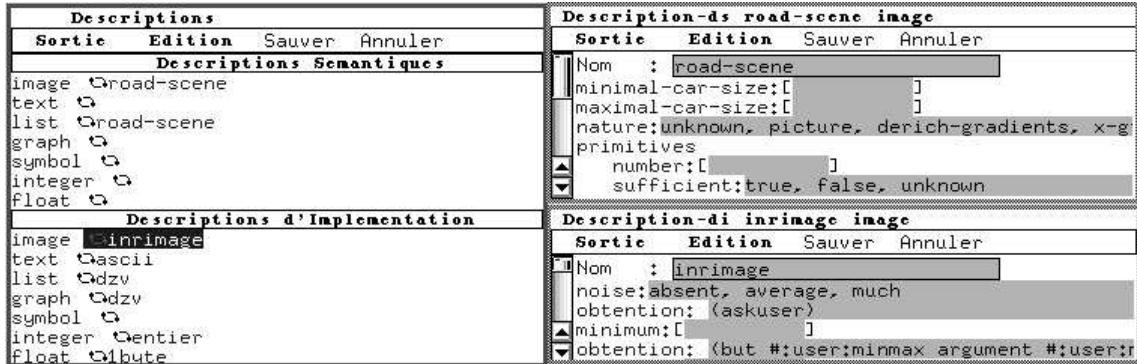 Descriptions
Sortie Edition Sauver Annuler
Descriptions Semantiques
image road-scene
text
list road-scene
graph
symbol
integer
float
Descriptions d'Implementation
image inrimage
text ascii
list dzv
graph dzv
symbol
integer entier
float 1byte
Description-ds road-scene image
Sortie Edition Sauver Annuler
Nom : road-scene
minimal-car-size:[ ]
maximal-car-size:[ ]
nature:unknown, picture, derich-gradients, x-g
primitives
number:[ ]
sufficient:true, false, unknown
Description-di inrimage image
Sortie Edition Sauver Annuler
Nom : inrimage
noise:absent, average, much
obtention: (askuser)
minimum:[ ]
obtention: (but #:user:minmax argument #:user: